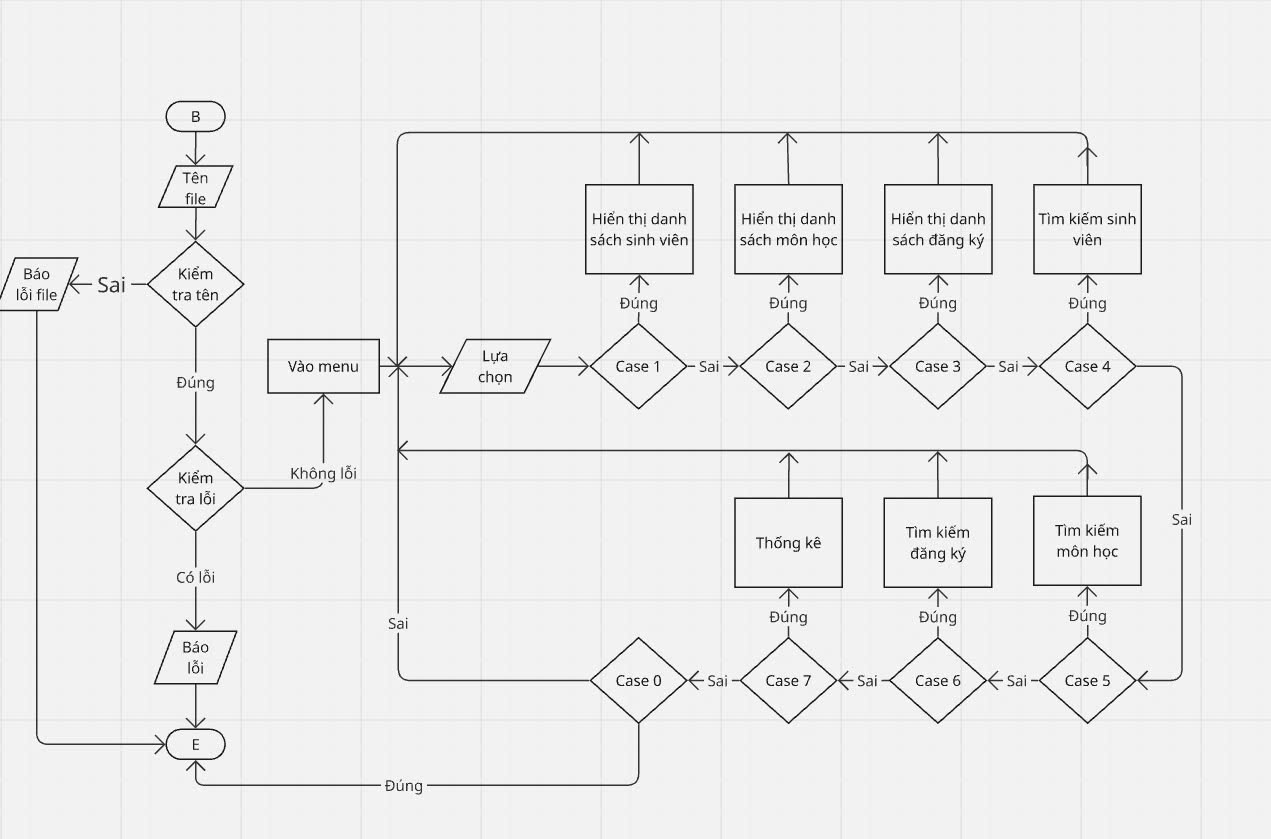 B
Tên
file
Kiểm
tra tên
Sai
Báo
lỗi file
Đúng
Kiểm
tra lỗi
Không lỗi
Có lỗi
Báo
lỗi
E
Vào menu
Lựa
chọn
Case 1
Sai
Case 2
Sai
Case 3
Sai
Case 4
Đúng
Đúng
Đúng
Đúng
Hiển thị danh
sách sinh viên
Hiển thị danh
sách môn học
Hiển thị danh
sách đăng ký
Tìm kiếm sinh
viên
Sai
Thống kê
Tìm kiếm
đăng ký
Tìm kiếm
môn học
Đúng
Đúng
Đúng
Sai
Case 0
Sai
Case 7
Sai
Case 6
Sai
Case 5
Đúng